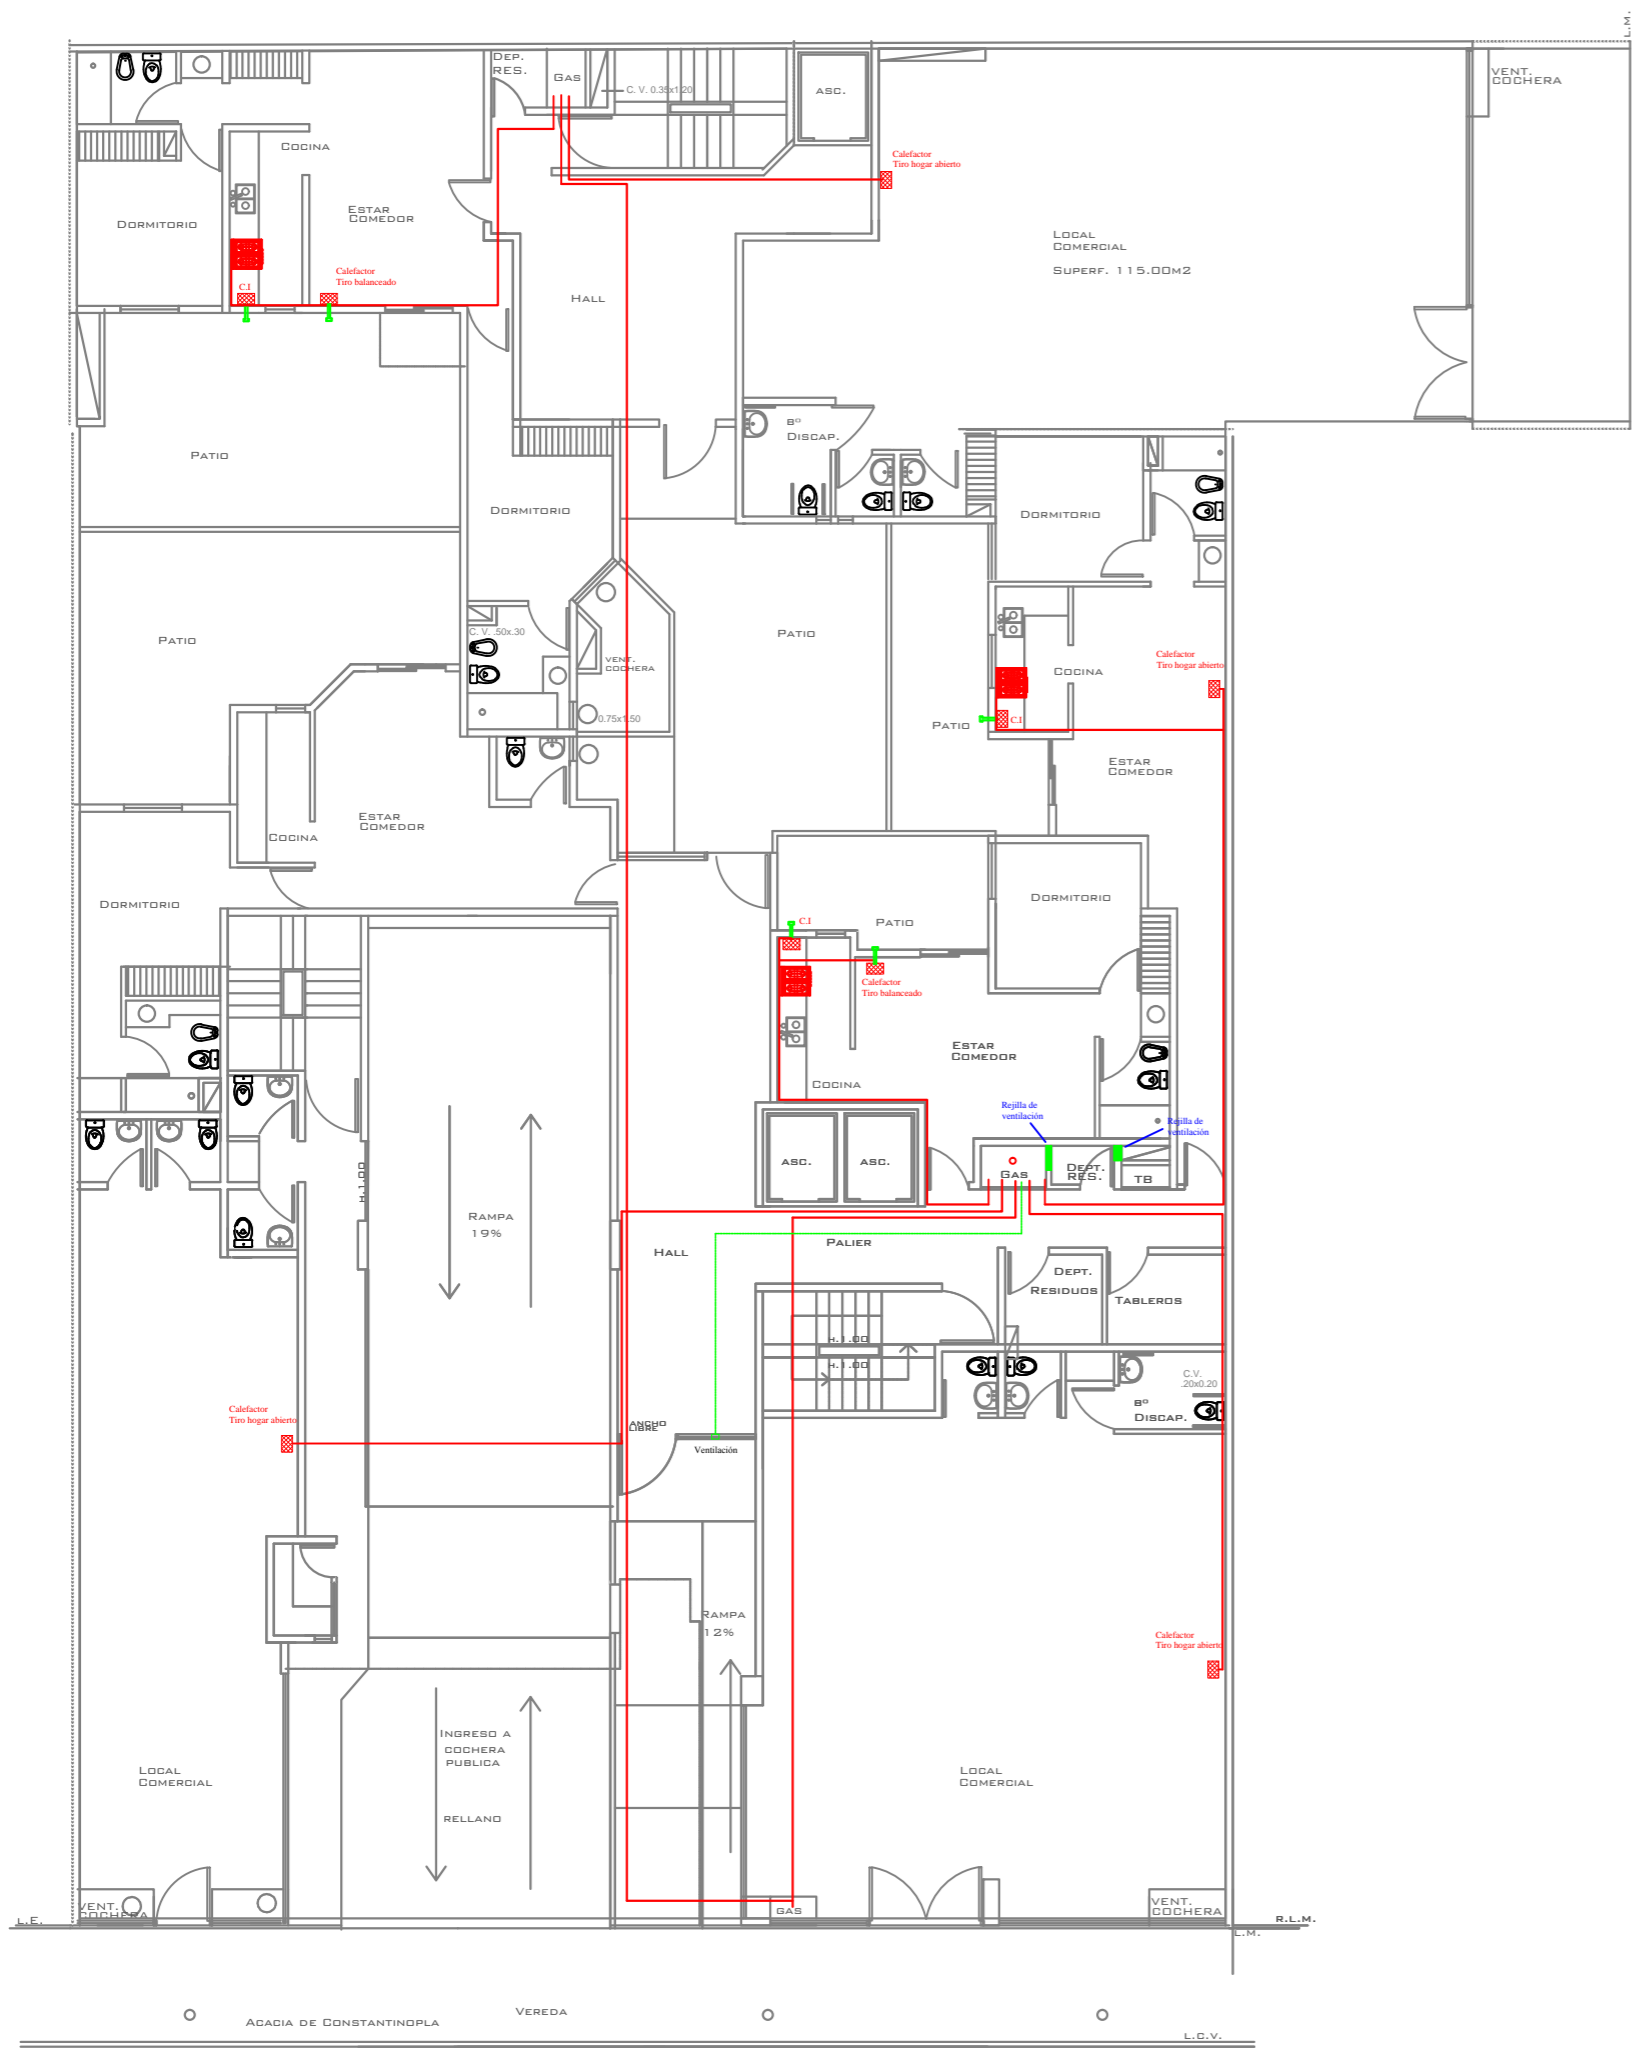 L.M.
DEP.
RES.
GAS
C. V. 0.35x1.20
ASC.
VENT.
COCHERA
COCINA
Calefactor
Tiro hogar abierto
DORMITORIO
ESTAR
COMEDOR
LOCAL
COMERCIAL
SUPERF. 115.00M2
Calefactor
Tiro balanceado
C.I
HALL
Bº
DISCAP.
PATIO
DORMITORIO
DORMITORIO
PATIO
C. V. .50x.30
PATIO
VENT.
COCHERA
Calefactor
Tiro hogar abierto
COCINA
0.75x1.50
PATIO
C.I
ESTAR
COMEDOR
ESTAR
COMEDOR
COCINA
DORMITORIO
DORMITORIO
C.I
PATIO
Calefactor
Tiro balanceado
ESTAR
COMEDOR
COCINA
Rejilla de
ventilación
Rejilla de
ventilación
ASC.
ASC.
GAS
DEPT.
RES.
TB
H.1.00
RAMPA
19%
HALL
PALIER
DEPT.
RESIDUOS
TABLEROS
H.1.00
H.1.00
C.V.
.20x0.20
Bº
DISCAP.
Calefactor
Tiro hogar abierto
ANCHO
LIBRE
Ventilación
RAMPA
12%
Calefactor
Tiro hogar abierto
INGRESO A
COCHERA
PUBLICA
LOCAL
COMERCIAL
LOCAL
COMERCIAL
RELLANO
VENT.
COCHERA
GAS
VENT.
COCHERA
L.E.
R.L.M.
L.M.
VEREDA
ACACIA DE CONSTANTINOPLA
L.C.V.